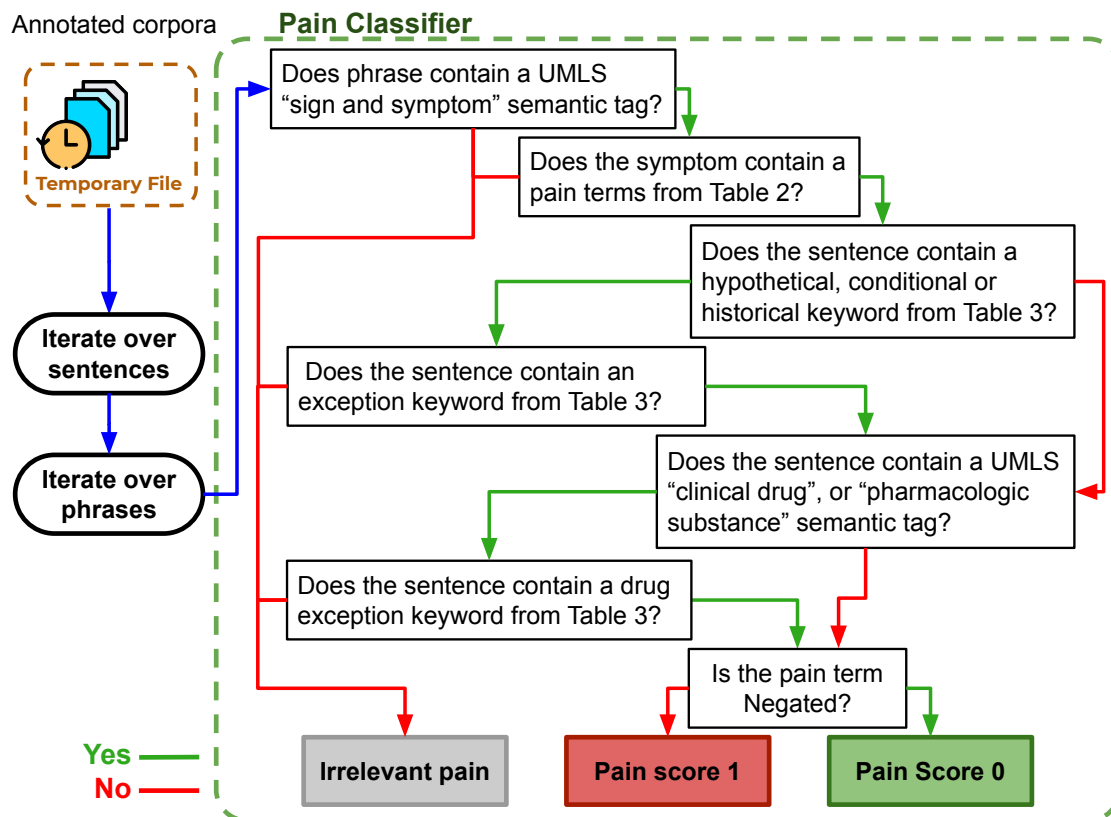 Annotated corpora
Pain Classifier
Temporary File
Iterate over
sentences
Iterate over
phrases
Does phrase contain a UMLS
“sign and symptom” semantic tag?
Does the symptom contain a
pain terms from Table 2?
Does the sentence contain a
hypothetical, conditional or
historical keyword from Table 3?
Does the sentence contain an
exception keyword from Table 3?
Does the sentence contain a UMLS
“clinical drug”, or “pharmacologic
substance” semantic tag?
Does the sentence contain a drug
exception keyword from Table 3?
Is the pain term
Negated?
Yes
No
Irrelevant pain
Pain score 1
Pain Score 0